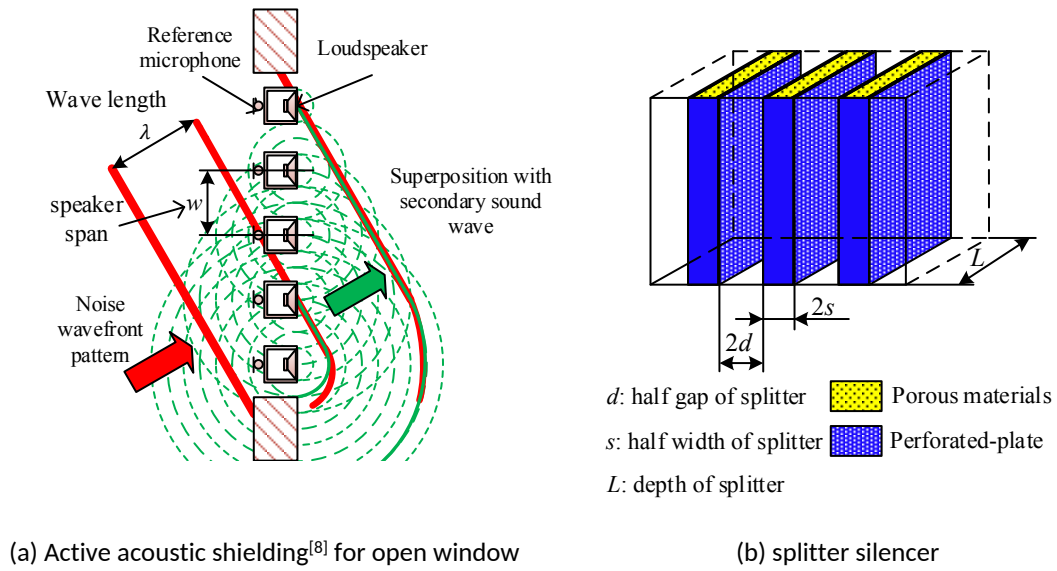 Reference
microphone
Loudspeaker
Wave length
λ
speaker
span
w
Superposition with
secondary sound
wave
Noise
wavefront
pattern
L
2s
2d
d: half gap of splitter
Porous materials
s: half width of splitter
Perforated-plate
L: depth of splitter
(a) Active acoustic shielding[8] for open window
(b) splitter silencer